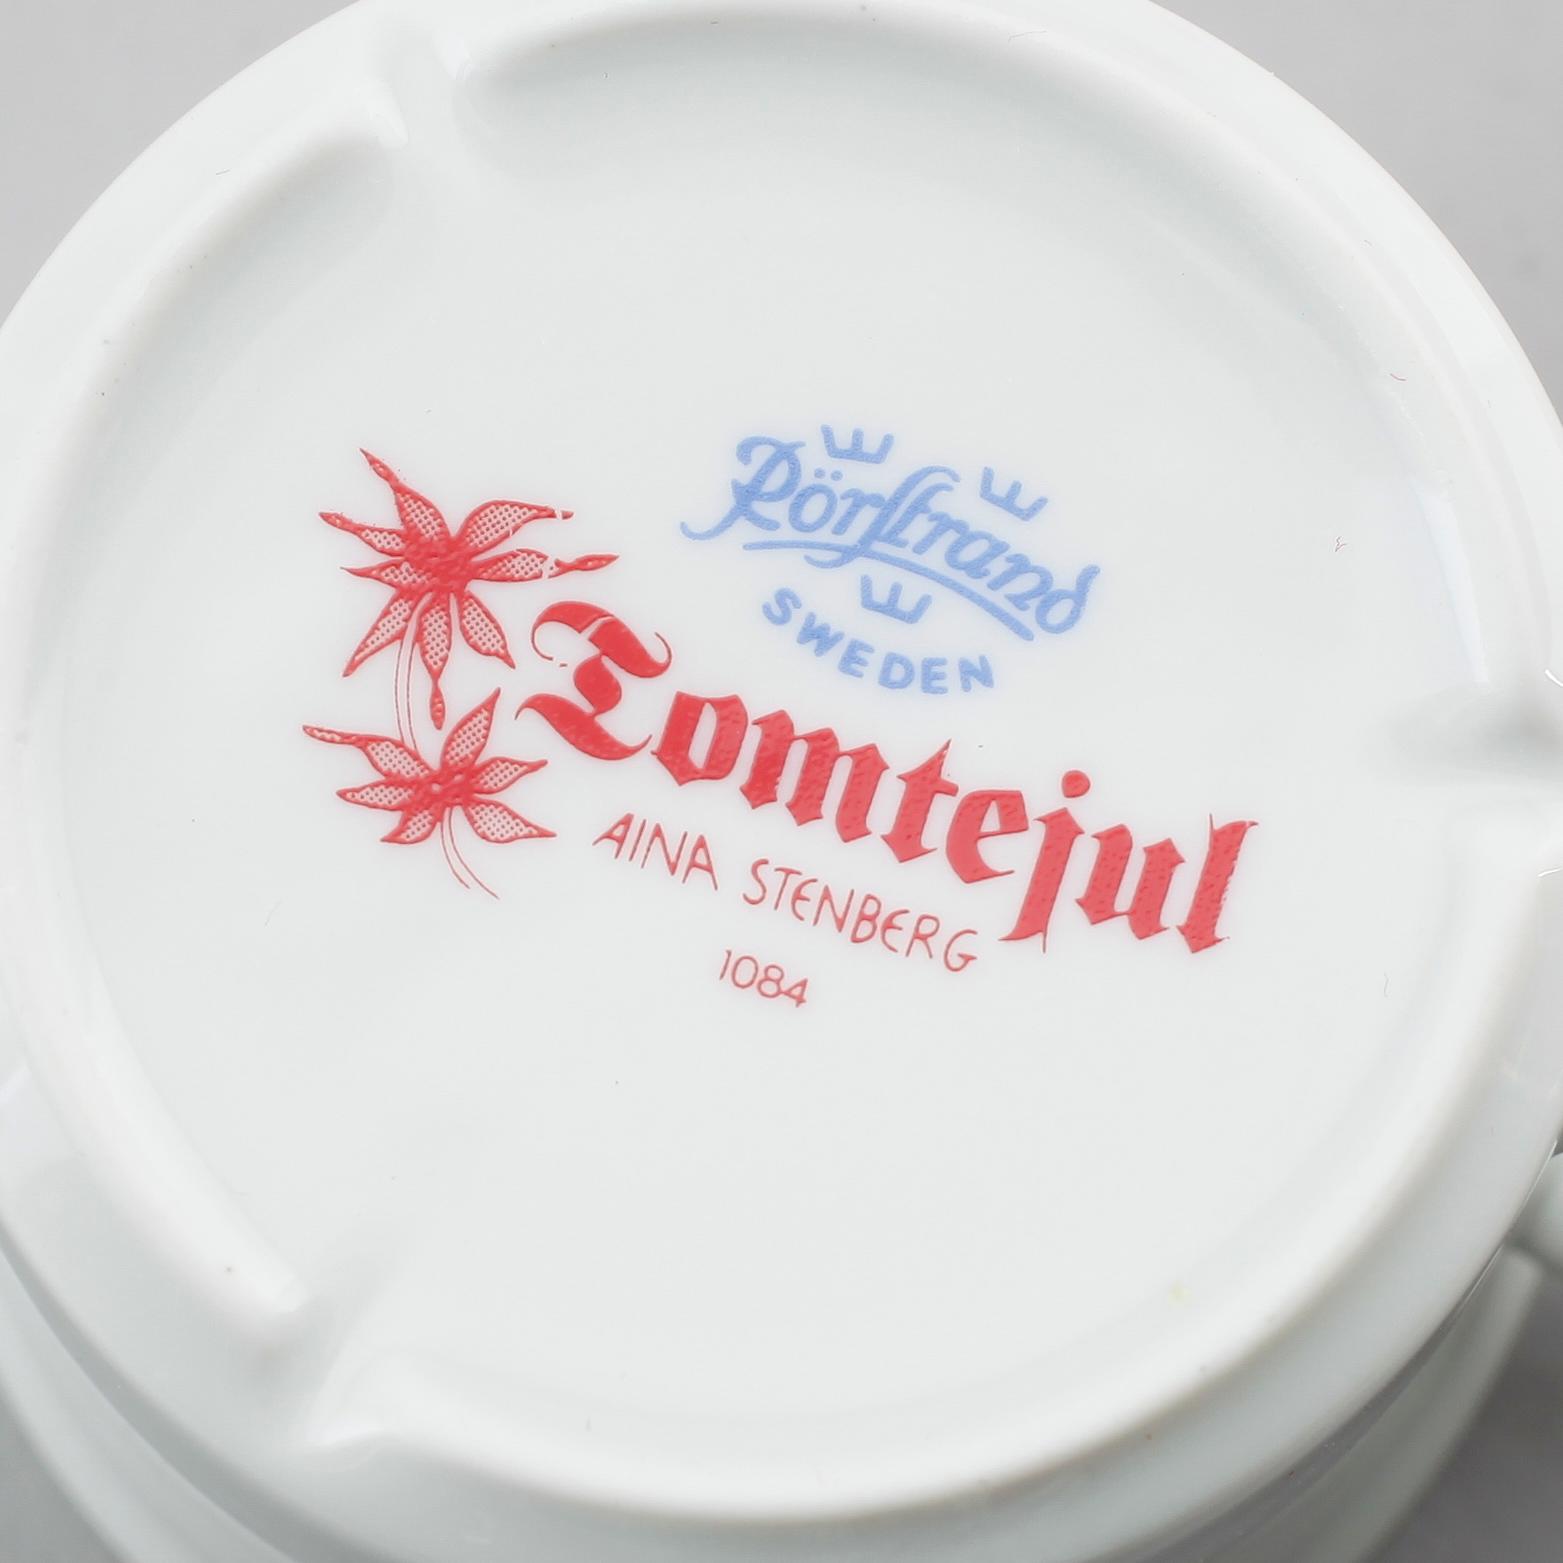 Rörstrand
SWEDEN
Tomtejul
AINA STENBERG
1084